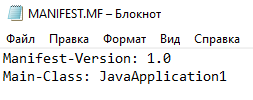 MANIFEST.MF – Блокнот
Файл Правка Формат Вид Справка
Manifest-Version: 1.0
Main-Class: JavaApplication1